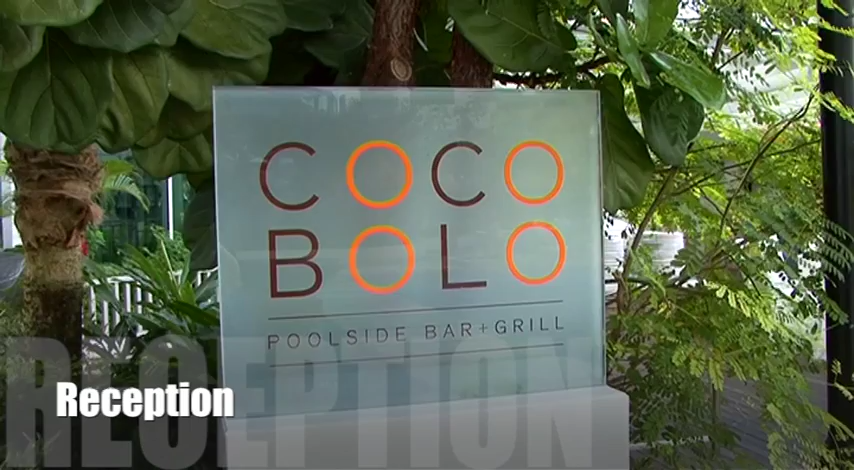 COCO
BOLO
POOLSIDE BAR+GRILL
RECEPTION
Reception